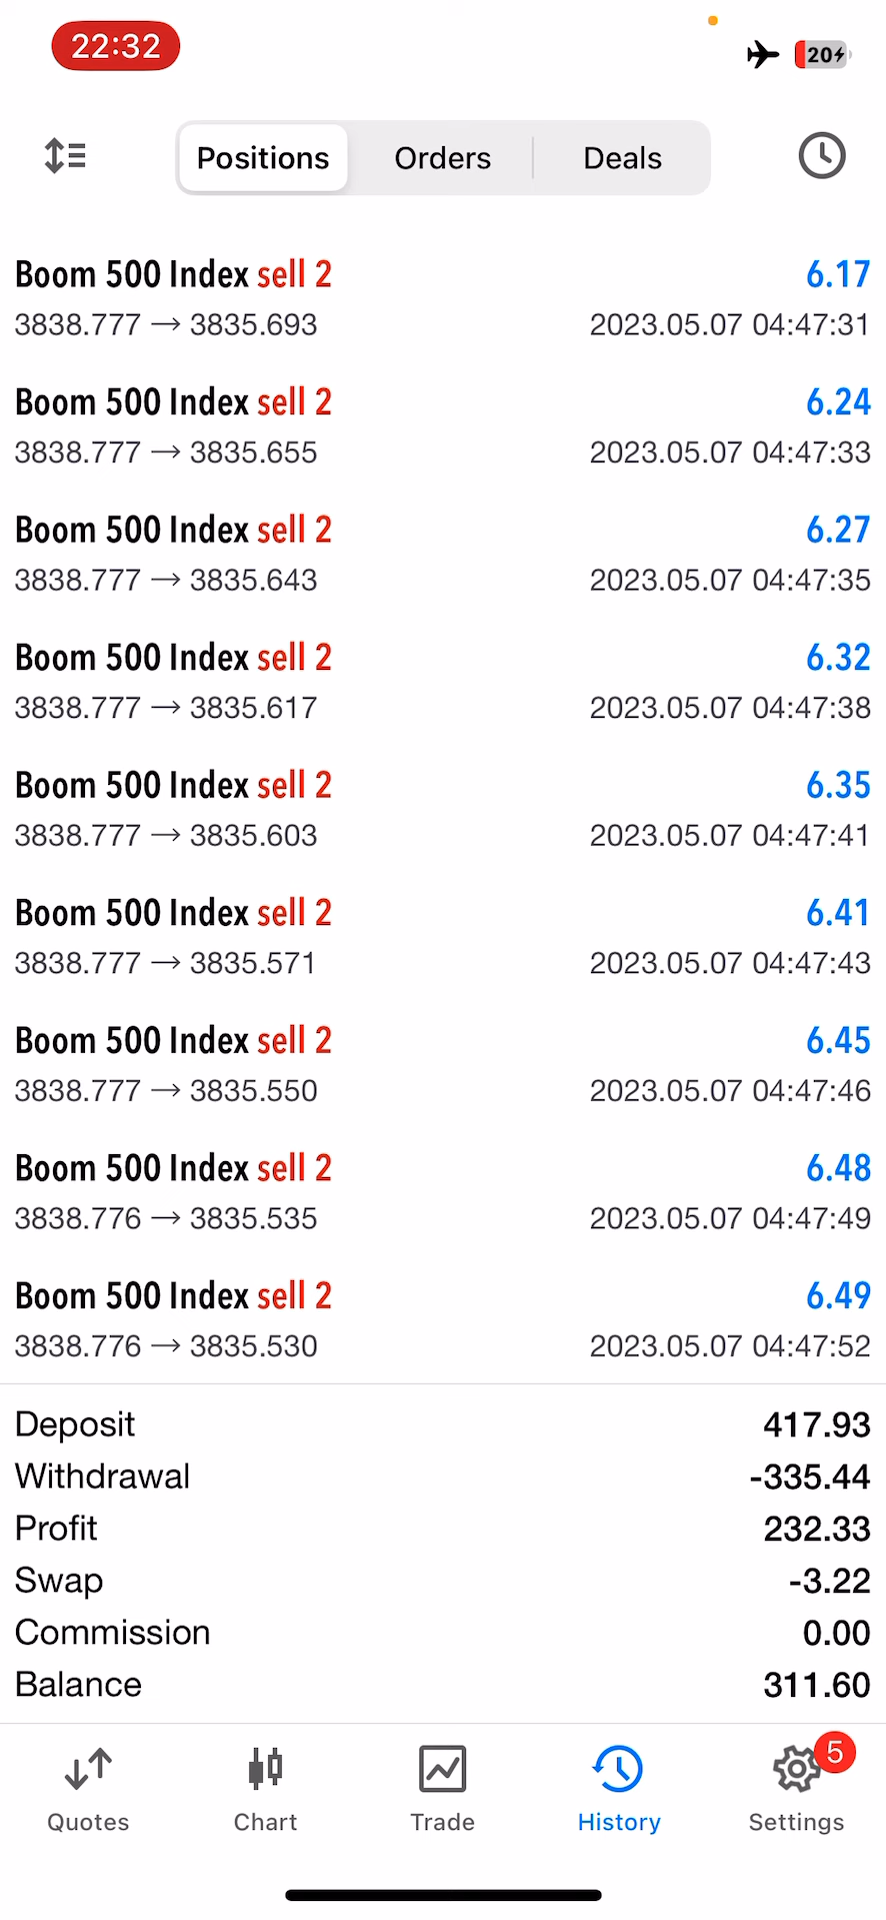 22:32
20
Positions Orders Deals
Boom 500 Index sell 2 6.17
3838.777 → 3835.693 2023.05.07 04:47:31
Boom 500 Index sell 2 6.24
3838.777 → 3835.655 2023.05.07 04:47:33
Boom 500 Index sell 2 6.27
3838.777 → 3835.643 2023.05.07 04:47:35
Boom 500 Index sell 2 6.32
3838.777 → 3835.617 2023.05.07 04:47:38
Boom 500 Index sell 2 6.35
3838.777 → 3835.603 2023.05.07 04:47:41
Boom 500 Index sell 2 6.41
3838.777 → 3835.571 2023.05.07 04:47:43
Boom 500 Index sell 2 6.45
3838.777 → 3835.550 2023.05.07 04:47:46
Boom 500 Index sell 2 6.48
3838.776 → 3835.535 2023.05.07 04:47:49
Boom 500 Index sell 2 6.49
3838.776 → 3835.530 2023.05.07 04:47:52
Deposit 417.93
Withdrawal -335.44
Profit 232.33
Swap -3.22
Commission 0.00
Balance 311.60
5
Quotes Chart Trade History Settings